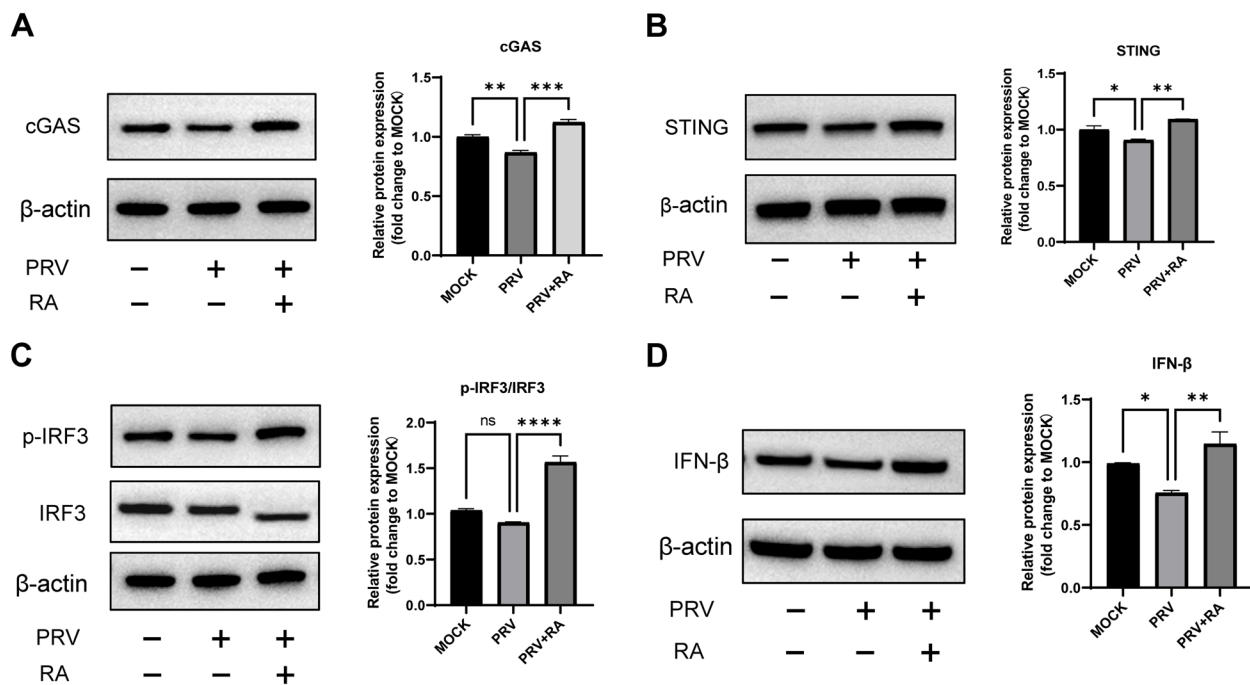 A
cGAS
β-actin
PRV − + +
RA − − +
cGAS
Relative protein expression
(fold change to MOCK)
1.5
1.0
0.5
0.0
** ***
MOCK
PRV
PRV+RA
B
STING
β-actin
PRV − + +
RA − − +
STING
Relative protein expression
(fold change to MOCK)
1.5
1.0
0.5
0.0
* **
MOCK
PRV
PRV+RA
C
p-IRF3
IRF3
β-actin
PRV − + +
RA − − +
p-IRF3/IRF3
Relative protein expression
(fold change to MOCK)
2.0
1.5
1.0
0.5
0.0
ns ****
MOCK
PRV
PRV+RA
D
IFN-β
β-actin
PRV − + +
RA − − +
IFN-β
Relative protein expression
(fold change to MOCK)
1.5
1.0
0.5
0.0
* **
MOCK
PRV
PRV+RA